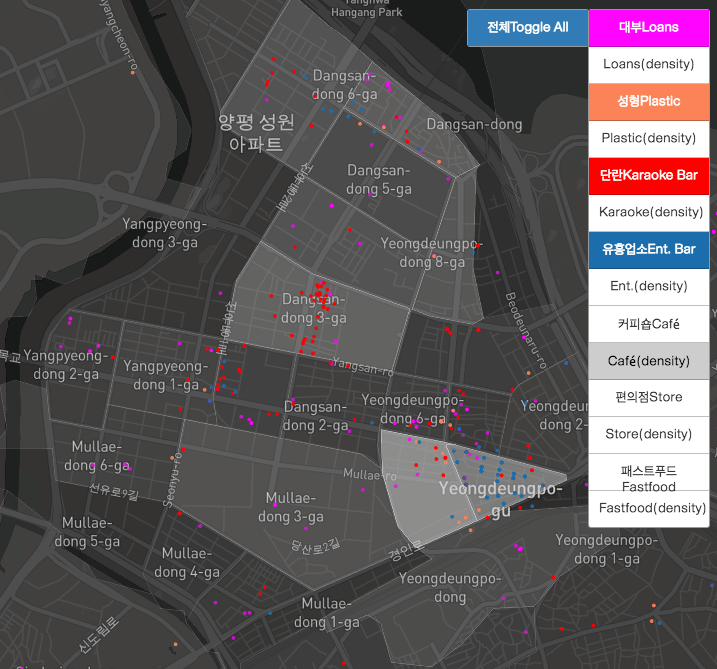 Yanghwa
Hangang Park
전체Toggle All
대부Loans
Loans(density)
성형Plastic
Plastic(density)
단란Karaoke Bar
Karaoke(density)
유흥업소Ent. Bar
Ent.(density)
커피숍Café
Café(density)
편의점Store
Store(density)
패스트푸드
Fastfood
Fastfood(density)
Dangsan-
dong 6-ga
양평 성원
아파트
Dangsan-dong
Dangsan-
dong 5-ga
Yangpyeong-
dong 3-ga
Yeongdeungpo-
dong 8-ga
Dangsan-
dong 3-ga
Beodeunaru-ro
목교
Yangpyeong-
dong 2-ga
Yangpyeong-
dong 1-ga
Yangsan-ro
Dangsan-
dong 2-ga
Yeongdeungpo-
dong 6-ga
Yeongdeun
dong 2-
Mullae-
dong 6-ga
선유로9길
Seonyu-ro
Mullae-ro
Mullae-
dong 3-ga
Yeongdeungpo-
gu
Mullae-
dong 5-ga
당산로2길
경인로
Mullae-
dong 4-ga
Yeongdeungpo-
dong 1-ga
Yeongdeungpo-
dong
Mullae-
dong 1-ga
신도림로